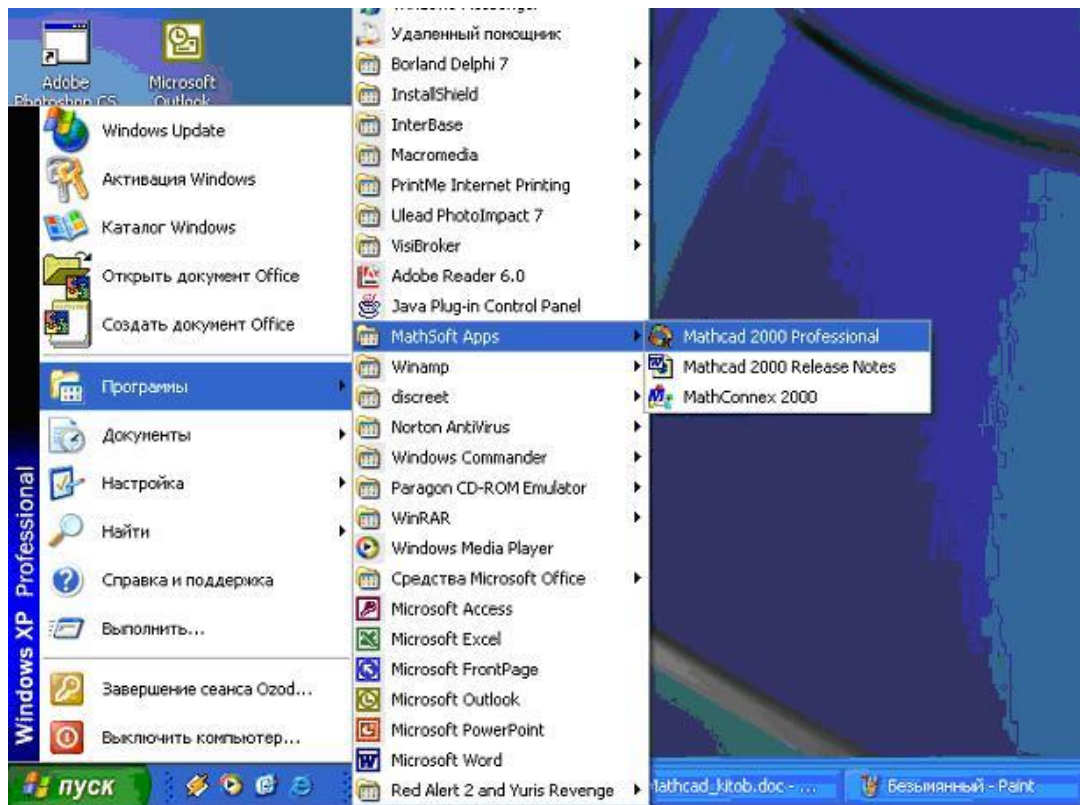 Adobe
Photoshop CS
Microsoft
Outlook
Windows Update
Активация Windows
Каталог Windows
Открыть документ Office
Создать документ Office
Программы
Документы
Настройка
Найти
Справка и поддержка
Выполнить...
Завершение сеанса Ozod...
Выключить компьютер...
Windows XP Professional
Windows Messenger
Удаленный помощник
Borland Delphi 7
InstallShield
InterBase
Macromedia
PrintMe Internet Printing
Ulead PhotoImpact 7
VisiBroker
Adobe Reader 6.0
Java Plug-in Control Panel
MathSoft Apps
Winamp
discreet
Norton AntiVirus
Windows Commander
Paragon CD-ROM Emulator
WinRAR
Windows Media Player
Средства Microsoft Office
Microsoft Access
Microsoft Excel
Microsoft FrontPage
Microsoft Outlook
Microsoft PowerPoint
Microsoft Word
Red Alert 2 and Yuris Revenge
Mathcad 2000 Professional
Mathcad 2000 Release Notes
MathConnex 2000
пуск
Mathcad_kitob.doc - ...
Безымянный - Paint